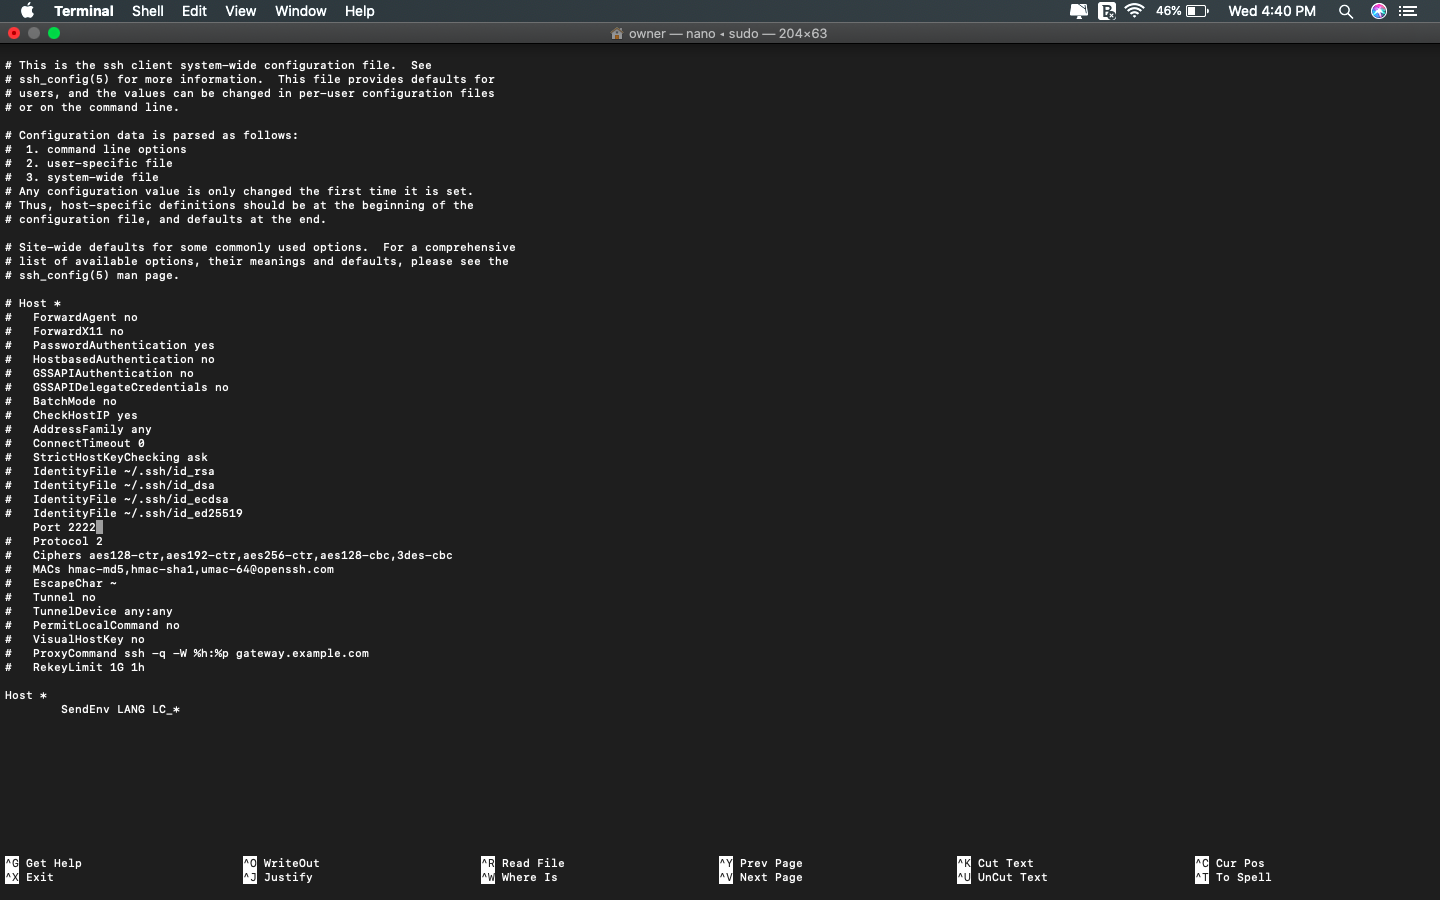 Terminal Shell Edit View Window Help 46% Wed 4:40 PM
owner — nano ◂ sudo — 204×63
# This is the ssh client system-wide configuration file.  See
# ssh_config(5) for more information.  This file provides defaults for
# users, and the values can be changed in per-user configuration files
# or on the command line.
# Configuration data is parsed as follows:
#  1. command line options
#  2. user-specific file
#  3. system-wide file
# Any configuration value is only changed the first time it is set.
# Thus, host-specific definitions should be at the beginning of the
# configuration file, and defaults at the end.
# Site-wide defaults for some commonly used options.  For a comprehensive
# list of available options, their meanings and defaults, please see the
# ssh_config(5) man page.
# Host *
#   ForwardAgent no
#   ForwardX11 no
#   PasswordAuthentication yes
#   HostbasedAuthentication no
#   GSSAPIAuthentication no
#   GSSAPIDelegateCredentials no
#   BatchMode no
#   CheckHostIP yes
#   AddressFamily any
#   ConnectTimeout 0
#   StrictHostKeyChecking ask
#   IdentityFile ~/.ssh/id_rsa
#   IdentityFile ~/.ssh/id_dsa
#   IdentityFile ~/.ssh/id_ecdsa
#   IdentityFile ~/.ssh/id_ed25519
    Port 2222
#   Protocol 2
#   Ciphers aes128-ctr,aes192-ctr,aes256-ctr,aes128-cbc,3des-cbc
#   MACs hmac-md5,hmac-sha1,umac-64@openssh.com
#   EscapeChar ~
#   Tunnel no
#   TunnelDevice any:any
#   PermitLocalCommand no
#   VisualHostKey no
#   ProxyCommand ssh -q -W %h:%p gateway.example.com
#   RekeyLimit 1G 1h
Host *
        SendEnv LANG LC_*
^G Get Help ^O WriteOut ^R Read File ^Y Prev Page ^K Cut Text ^C Cur Pos
^X Exit ^J Justify ^W Where Is ^V Next Page ^U UnCut Text ^T To Spell